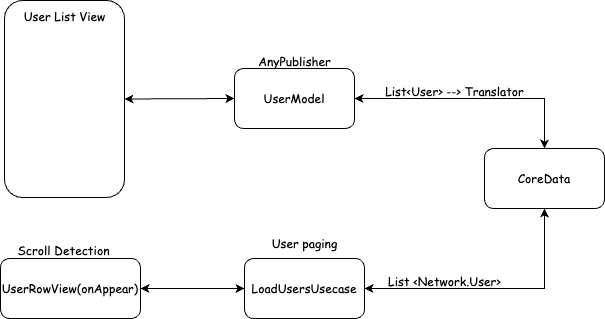 User List View
AnyPublisher
UserModel
List<User> --> Translator
CoreData
User paging
Scroll Detection
UserRowView(onAppear)
LoadUsersUsecase
List <Network.User>